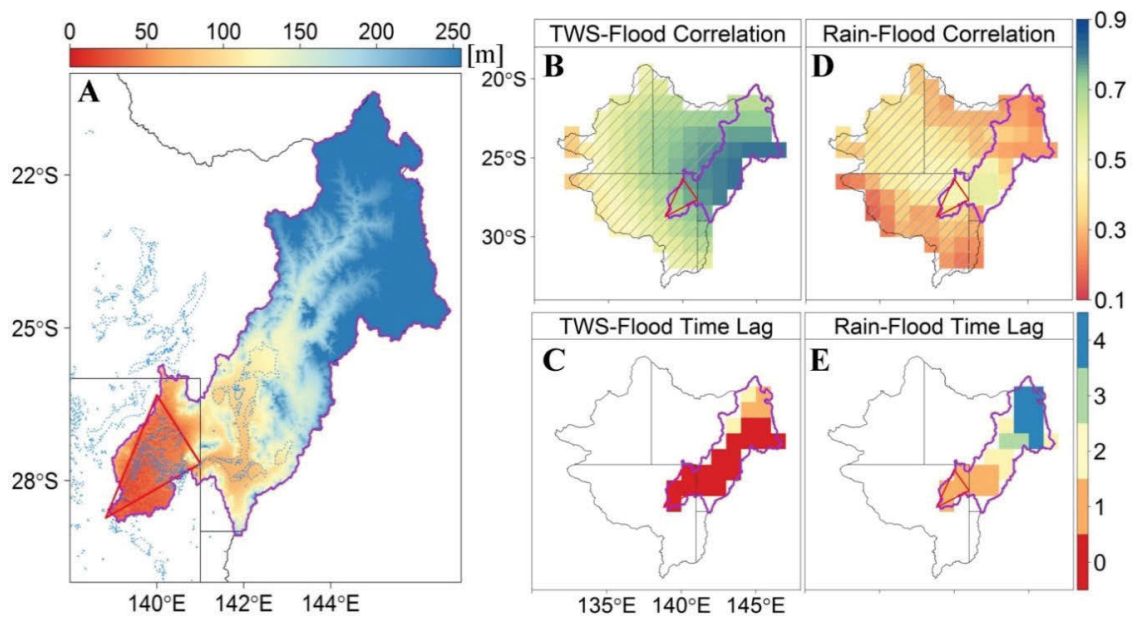 0 50 100 150 200 250 [m]
A
22°S
25°S
28°S
140°E 142°E 144°E
TWS-Flood Correlation
B
20°S
25°S
30°S
Rain-Flood Correlation
D
0.9
0.7
0.5
0.3
0.1
TWS-Flood Time Lag
C
135°E 140°E 145°E
Rain-Flood Time Lag
E
4
3
2
1
0